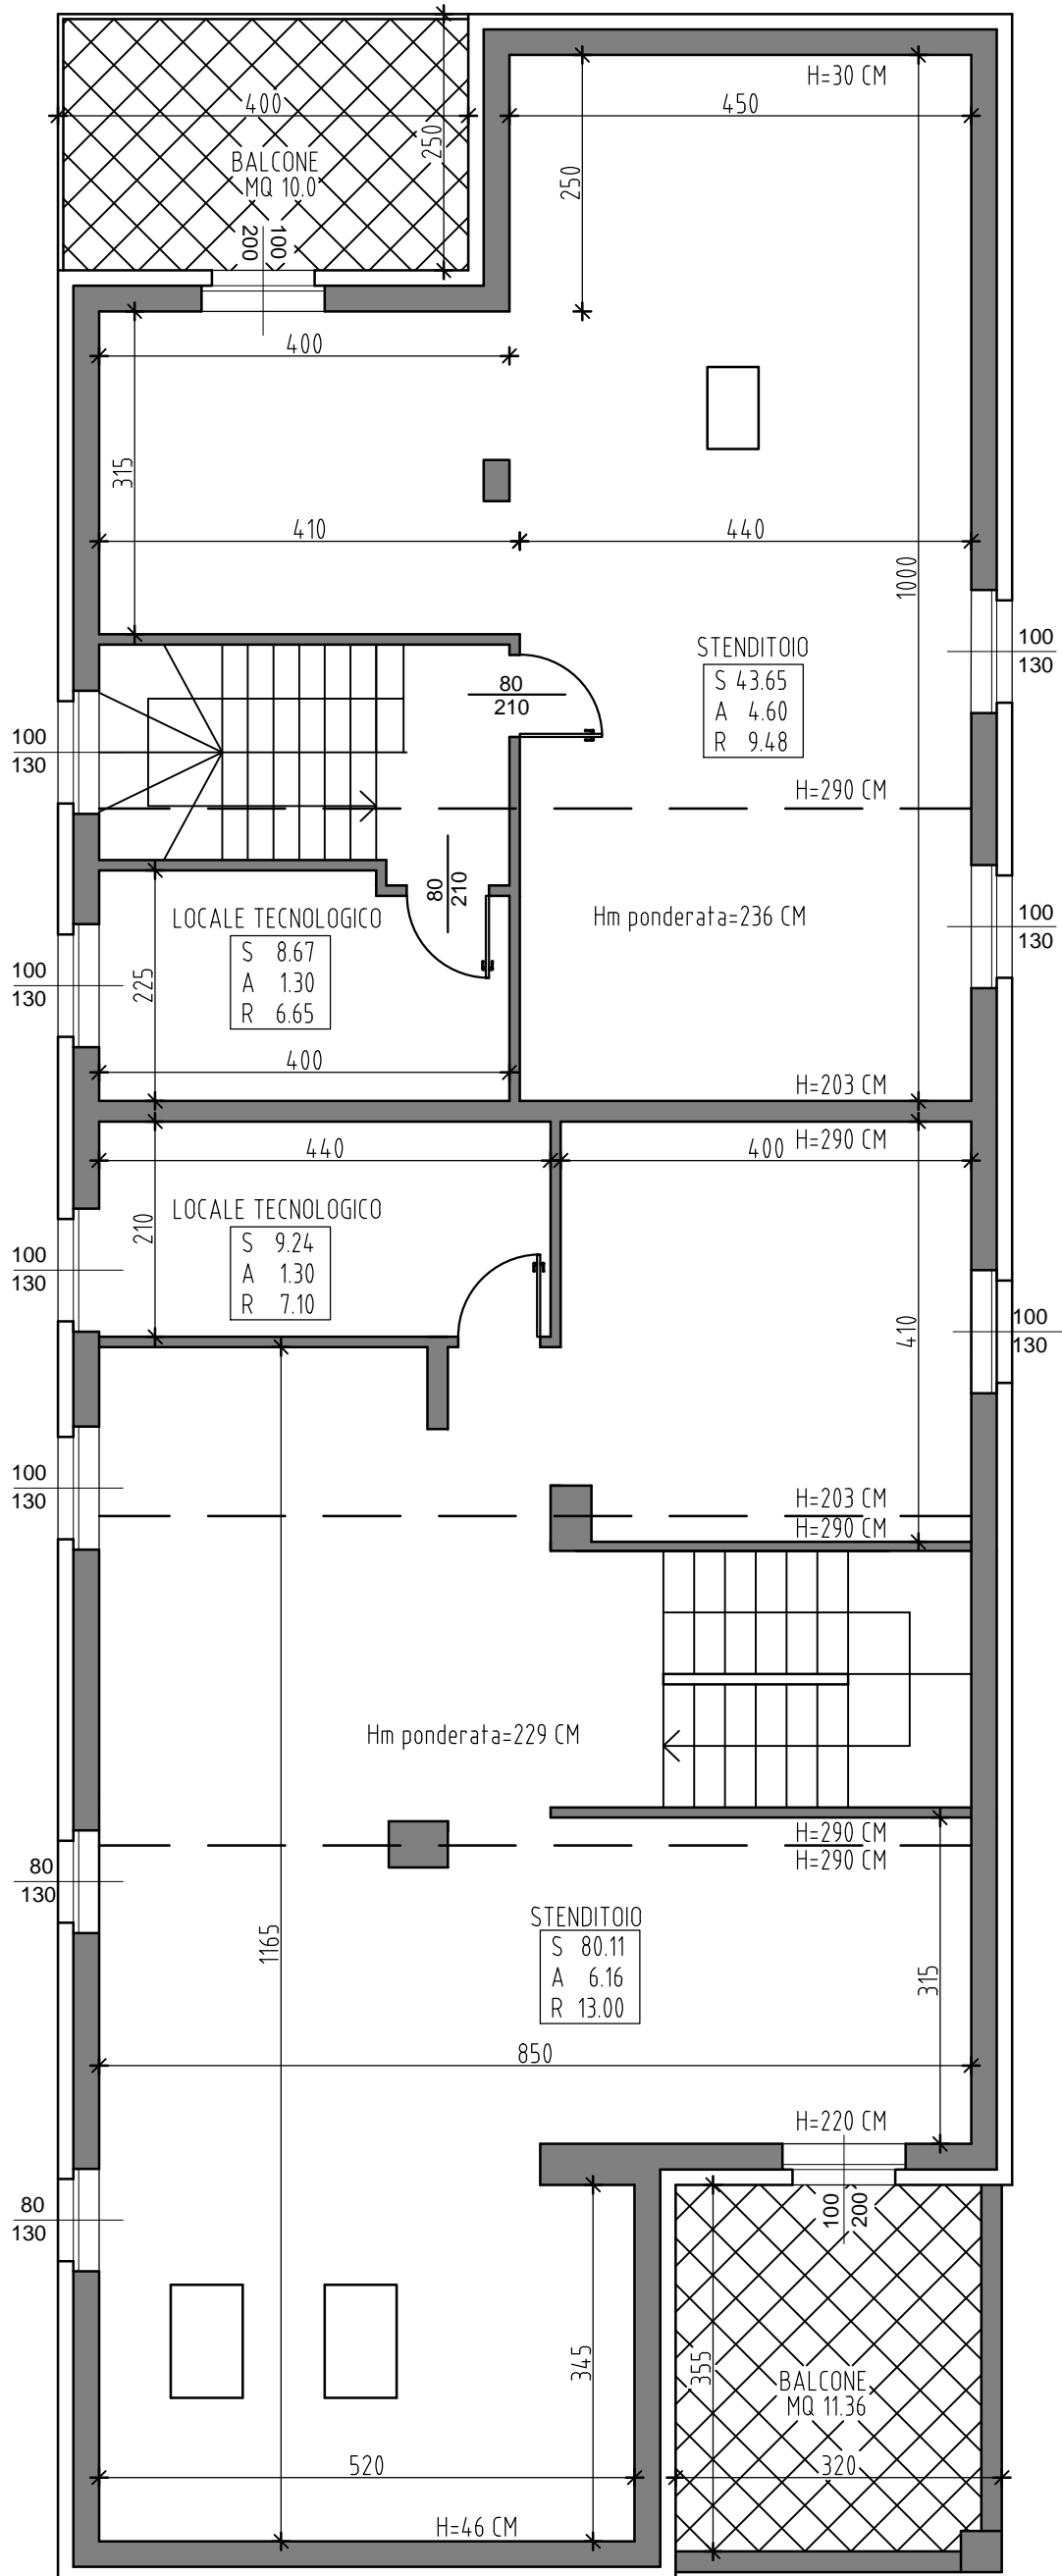 H=30 CM
400
450
250
BALCONE
MQ 10.0
250
100
200
400
315
410
440
1000
100
130
STENDITOIO
S 43.65
A 4.60
R 9.48
80
210
100
130
H=290 CM
80
210
Hm ponderata=236 CM
100
130
LOCALE TECNOLOGICO
S 8.67
A 1.30
R 6.65
100
130
225
400
H=203 CM
H=290 CM
440
400
210
LOCALE TECNOLOGICO
S 9.24
A 1.30
R 7.10
100
130
100
130
410
100
130
H=203 CM
H=290 CM
Hm ponderata=229 CM
H=290 CM
H=290 CM
80
130
STENDITOIO
S 80.11
A 6.16
R 13.00
1165
315
850
H=220 CM
100
200
80
130
345
355
BALCONE
MQ 11.36
520
320
H=46 CM